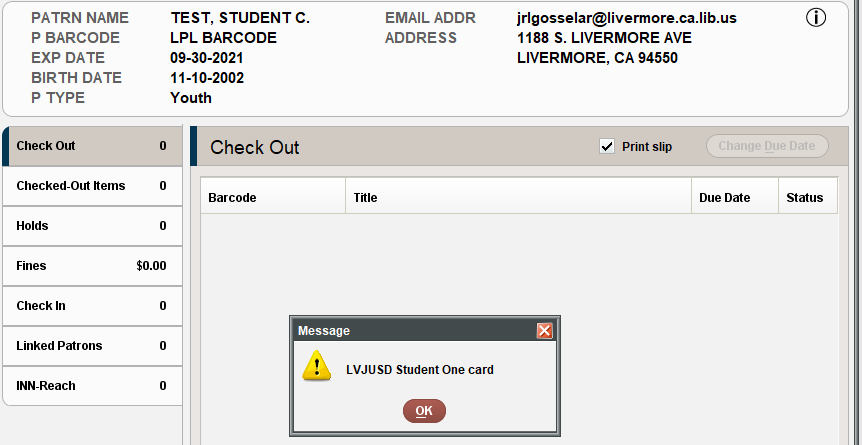 PATRN NAME TEST, STUDENT C. EMAIL ADDR jrlgosselar@livermore.ca.lib.us
P BARCODE LPL BARCODE ADDRESS 1188 S. LIVERMORE AVE
EXP DATE 09-30-2021 LIVERMORE, CA 94550
BIRTH DATE 11-10-2002
P TYPE Youth
Check Out 0
Checked-Out Items 0
Holds 0
Fines $0.00
Check In 0
Linked Patrons 0
INN-Reach 0
Check Out Print slip Change Due Date
Barcode Title Due Date Status
Message
LVJUSD Student One card
OK